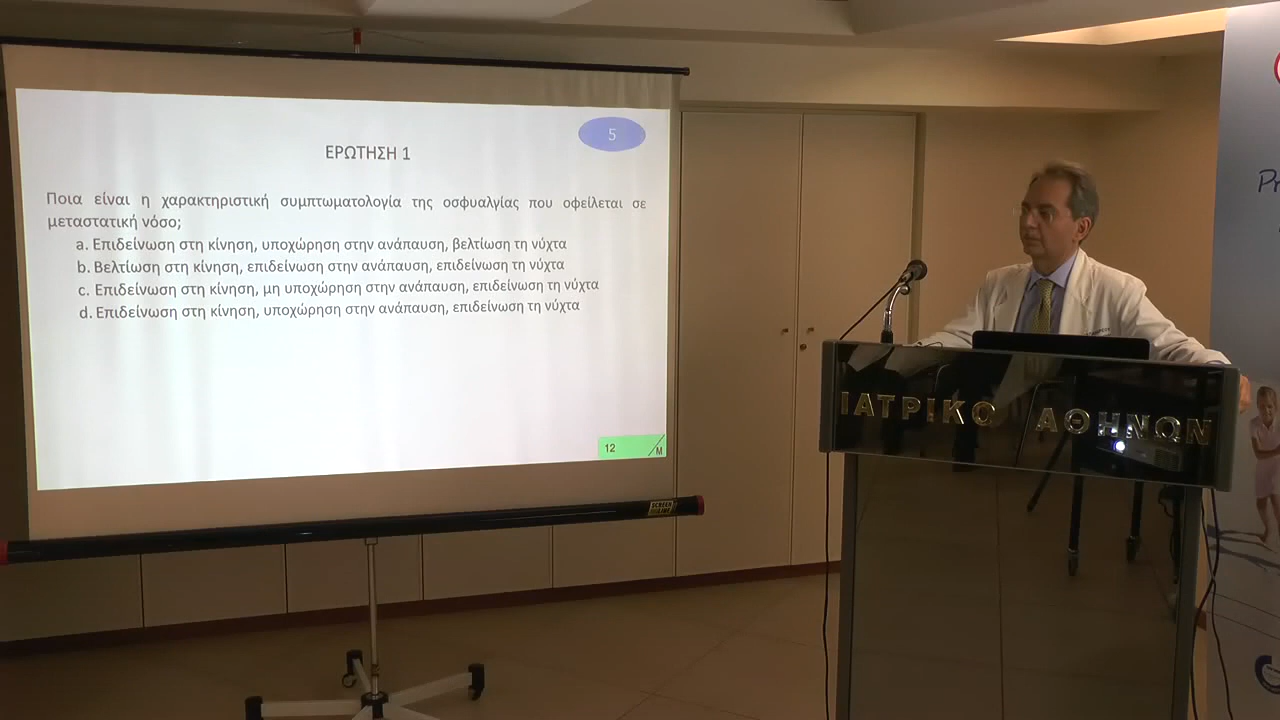 5
ΕΡΩΤΗΣΗ 1
Ποια είναι η χαρακτηριστική συμπτωματολογία της οσφυαλγίας που οφείλεται σε
μεταστατική νόσο;
a. Επιδείνωση στη κίνηση, υποχώρηση στην ανάπαυση, βελτίωση τη νύχτα
b. Βελτίωση στη κίνηση, επιδείνωση στην ανάπαυση, επιδείνωση τη νύχτα
c. Επιδείνωση στη κίνηση, μη υποχώρηση στην ανάπαυση, επιδείνωση τη νύχτα
d. Επιδείνωση στη κίνηση, υποχώρηση στην ανάπαυση, επιδείνωση τη νύχτα
12 / M
ΙΑΤΡΙΚΟ ΑΘΗΝΩΝ